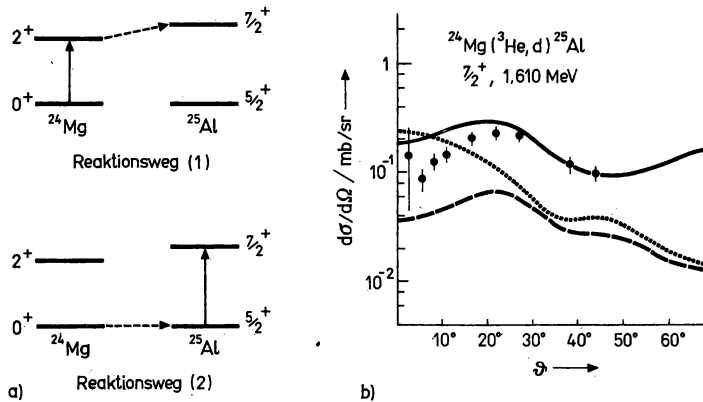 2⁺ 7/2⁺
0⁺ 5/2⁺
²⁴Mg ²⁵Al
Reaktionsweg (1)
2⁺ 7/2⁺
0⁺ 5/2⁺
²⁴Mg ²⁵Al
Reaktionsweg (2)
a)
²⁴Mg(³He,d)²⁵Al
7/2⁺, 1,610 MeV
dσ/dΩ / mb/sr
1
10⁻¹
10⁻²
10° 20° 30° 40° 50° 60°
ϑ
b)